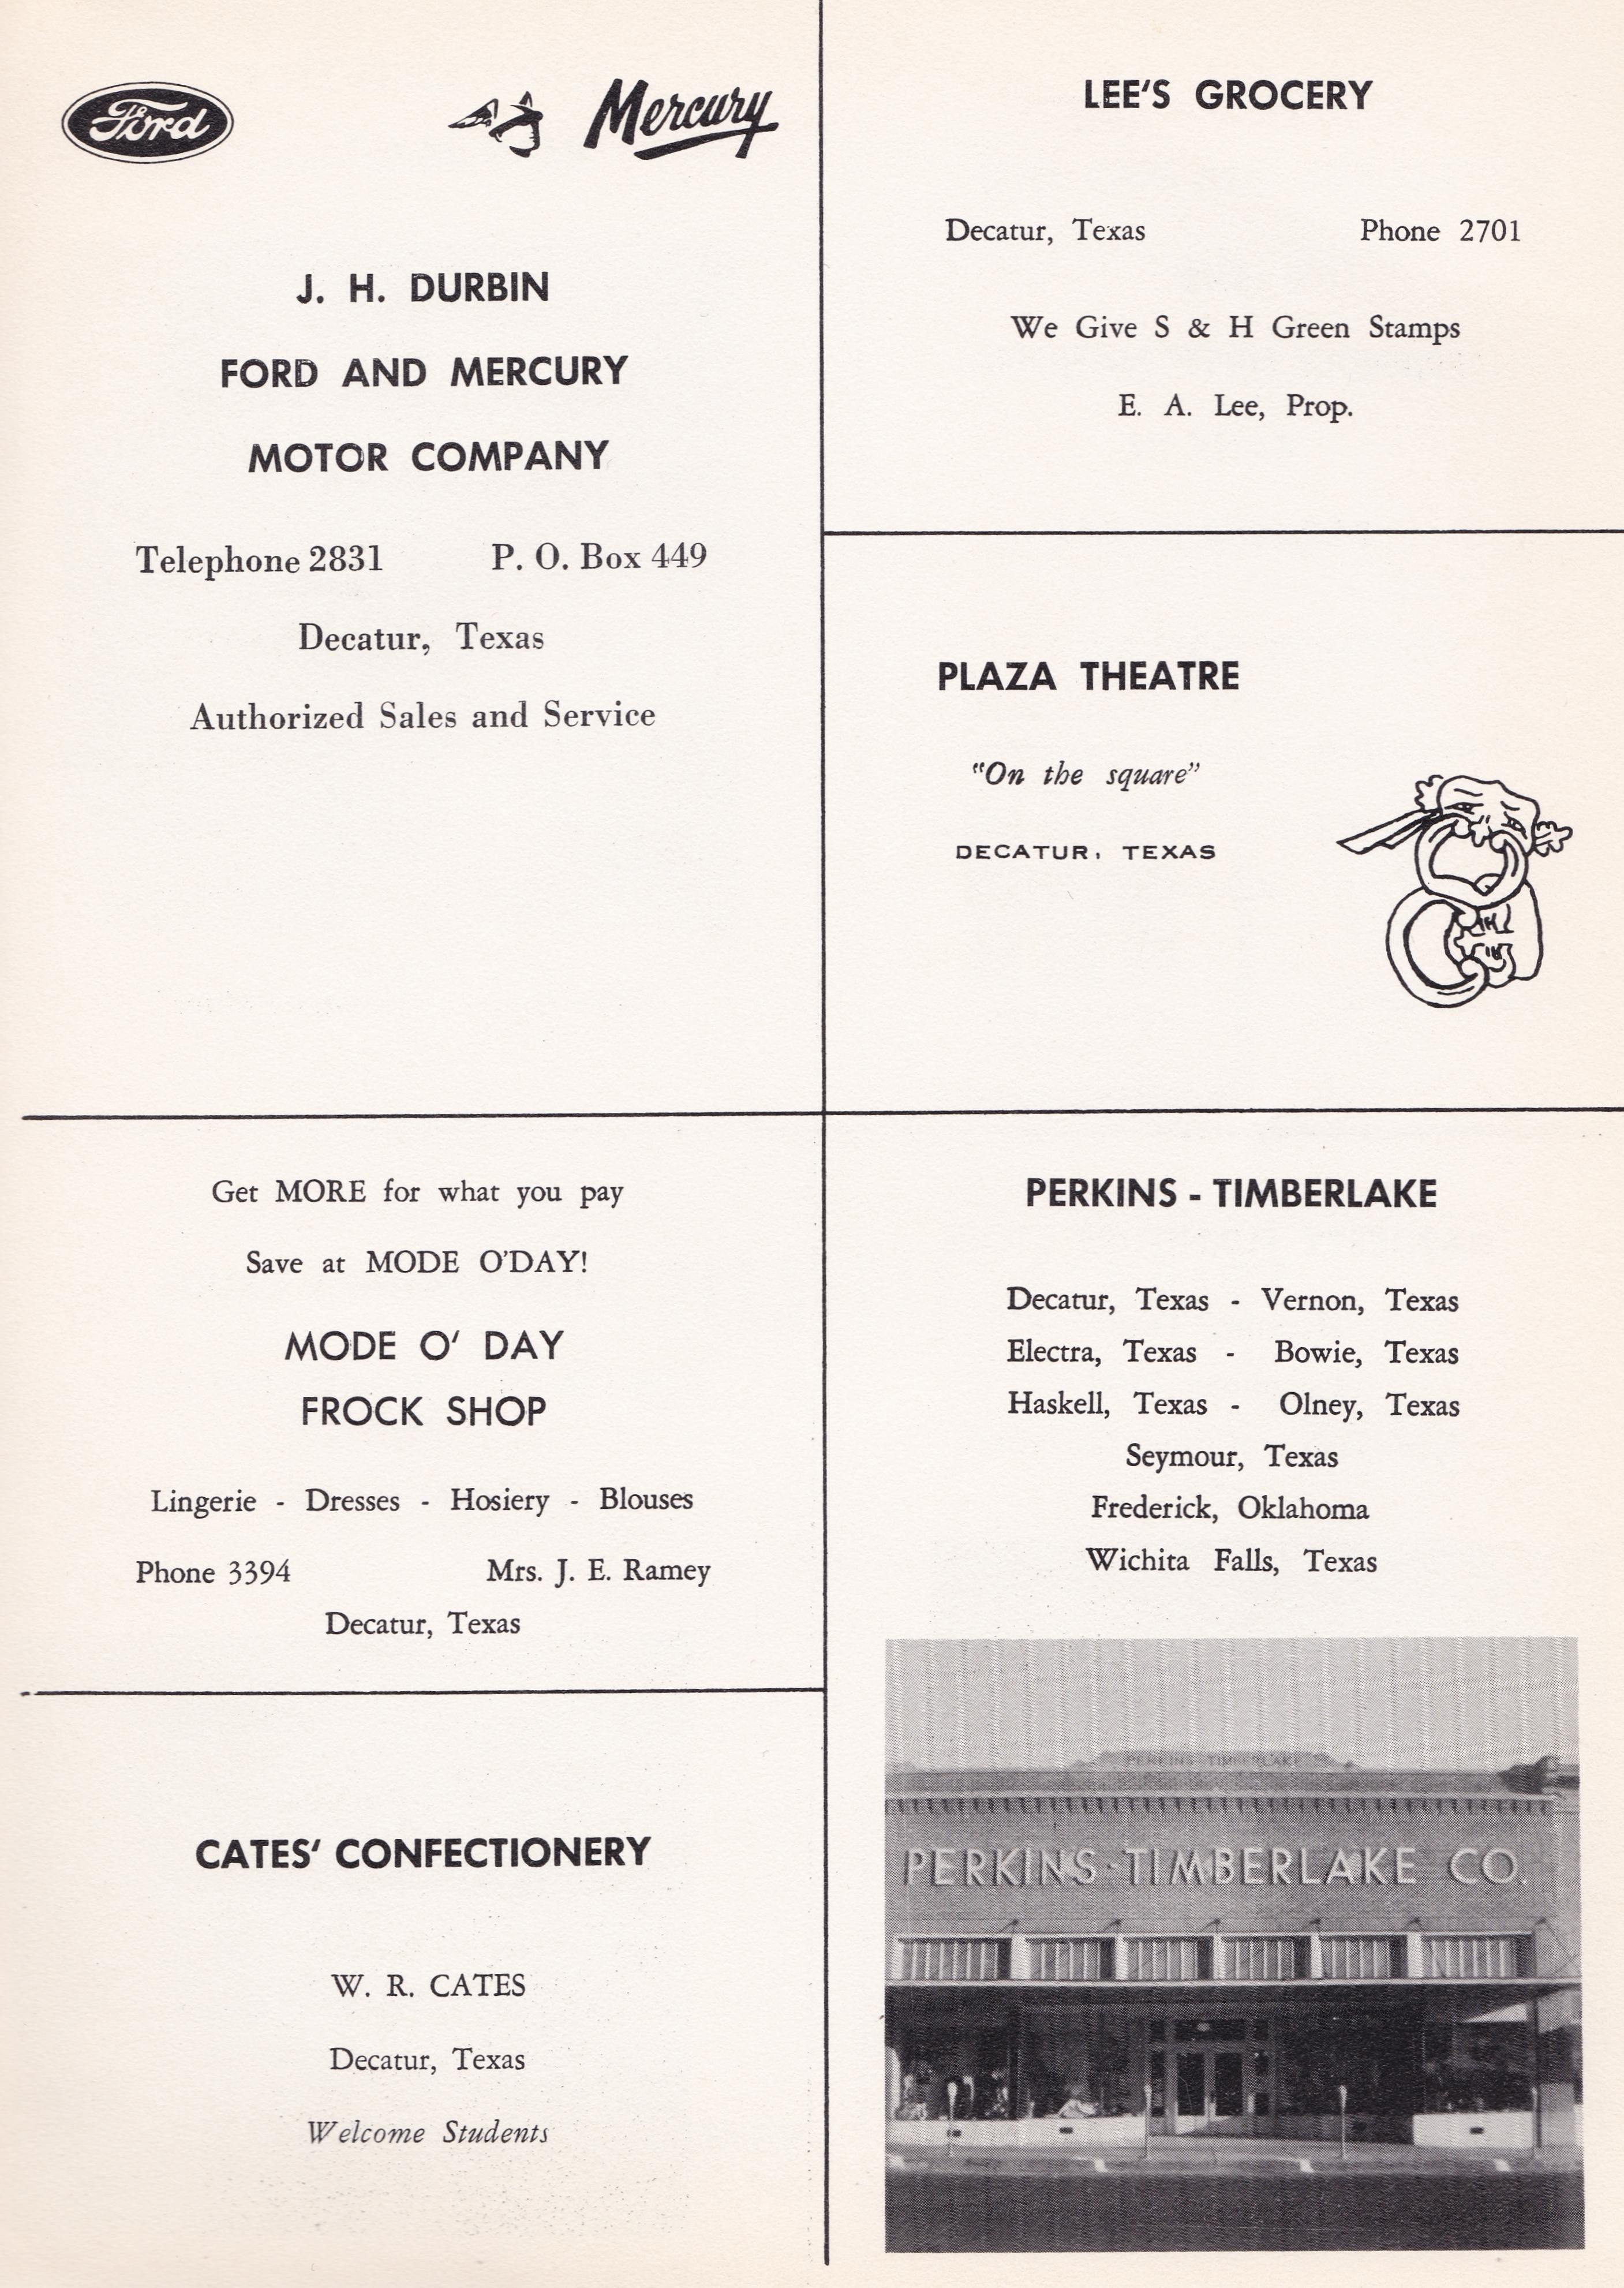 Ford Mercury
J. H. DURBIN
FORD AND MERCURY
MOTOR COMPANY
Telephone 2831 P. O. Box 449
Decatur, Texas
Authorized Sales and Service
LEE'S GROCERY
Decatur, Texas Phone 2701
We Give S & H Green Stamps
E. A. Lee, Prop.
PLAZA THEATRE
"On the square"
DECATUR, TEXAS
Get MORE for what you pay
Save at MODE O'DAY!
MODE O' DAY
FROCK SHOP
Lingerie - Dresses - Hosiery - Blouses
Phone 3394 Mrs. J. E. Ramey
Decatur, Texas
CATES' CONFECTIONERY
W. R. CATES
Decatur, Texas
Welcome Students
PERKINS - TIMBERLAKE
Decatur, Texas - Vernon, Texas
Electra, Texas - Bowie, Texas
Haskell, Texas - Olney, Texas
Seymour, Texas
Frederick, Oklahoma
Wichita Falls, Texas
PERKINS TIMBERLAKE
PERKINS-TIMBERLAKE CO.